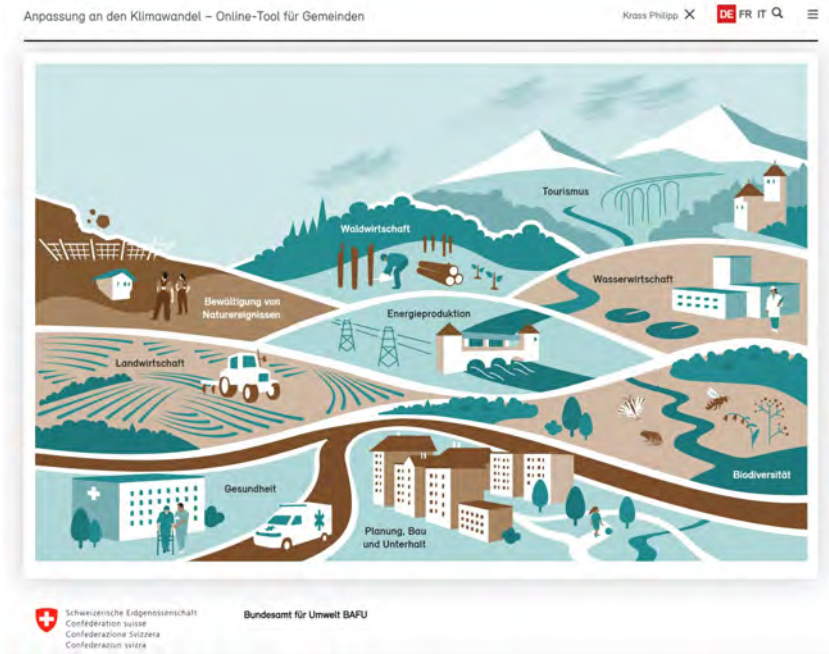 Anpassung an den Klimawandel – Online-Tool für Gemeinden
Krass Philipp X DE FR IT
Tourismus
Waldwirtschaft
Wasserwirtschaft
Bewältigung von
Naturereignissen
Energieproduktion
Landwirtschaft
Biodiversität
Gesundheit
Planung, Bau
und Unterhalt
Schweizerische Eidgenossenschaft
Confédération suisse
Confederazione Svizzera
Confederaziun svizra
Bundesamt für Umwelt BAFU